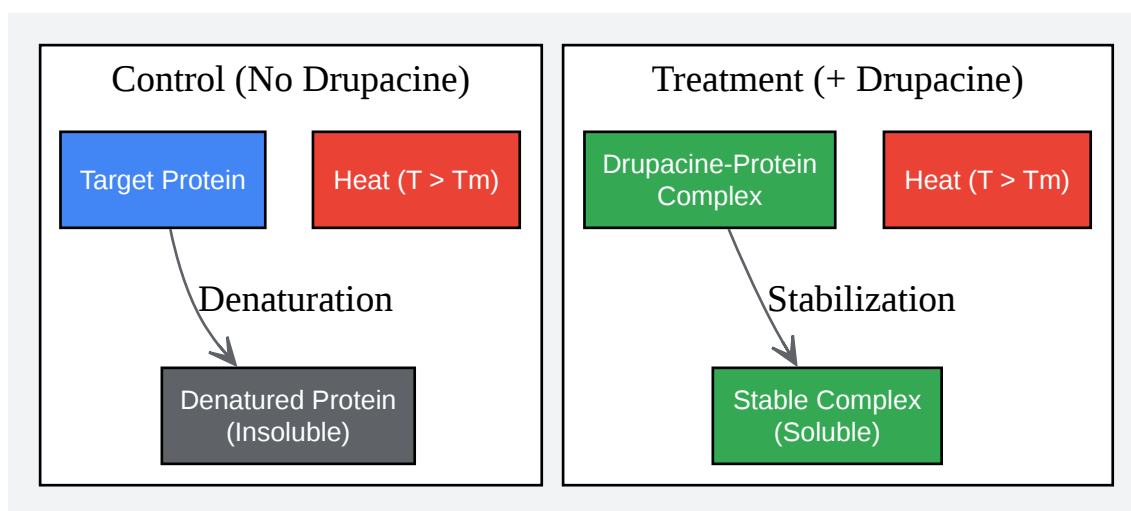 Control (No Drupacine)
Target Protein
Heat (T > Tm)
Denaturation
Denatured Protein
(Insoluble)
Treatment (+ Drupacine)
Drupacine-Protein
Complex
Heat (T > Tm)
Stabilization
Stable Complex
(Soluble)